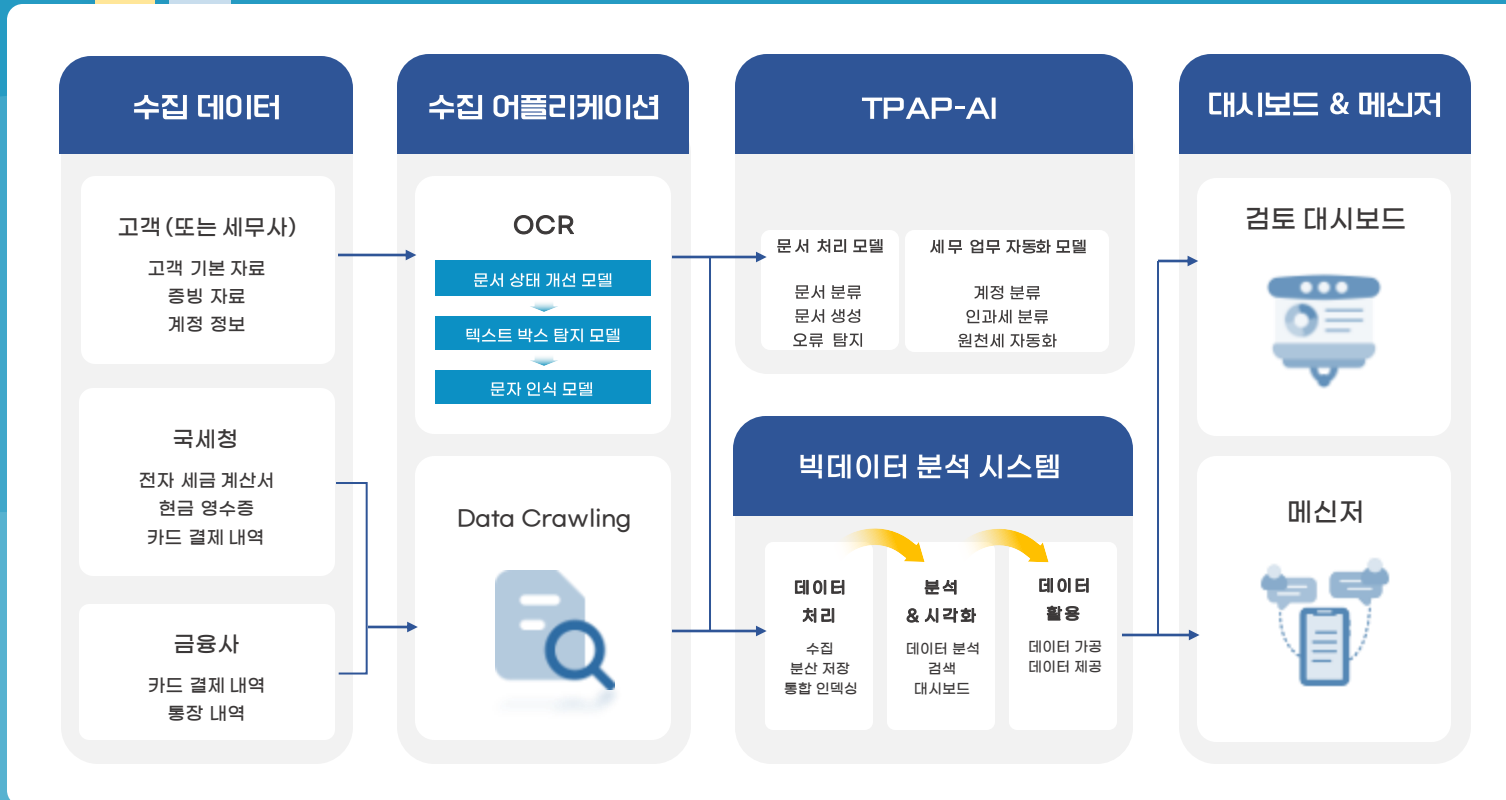 수집 데이터
고객 (또는 세무사)
고객 기본 자료
증빙 자료
계정 정보
국세청
전자 세금 계산서
현금 영수증
카드 결제 내역
금융사
카드 결제 내역
통장 내역
수집 어플리케이션
OCR
문서 상태 개선 모델
텍스트 박스 탐지 모델
문자 인식 모델
Data Crawling
TPAP-AI
문서 처리 모델
문서 분류
문서 생성
오류 탐지
세무 업무 자동화 모델
계정 분류
인과세 분류
원천세 자동화
빅데이터 분석 시스템
데이터
처리
수집
분산 저장
통합 인덱싱
분석
& 시각화
데이터 분석
검색
대시보드
데이터
활용
데이터 가공
데이터 제공
대시보드 & 메신저
검토 대시보드
메신저